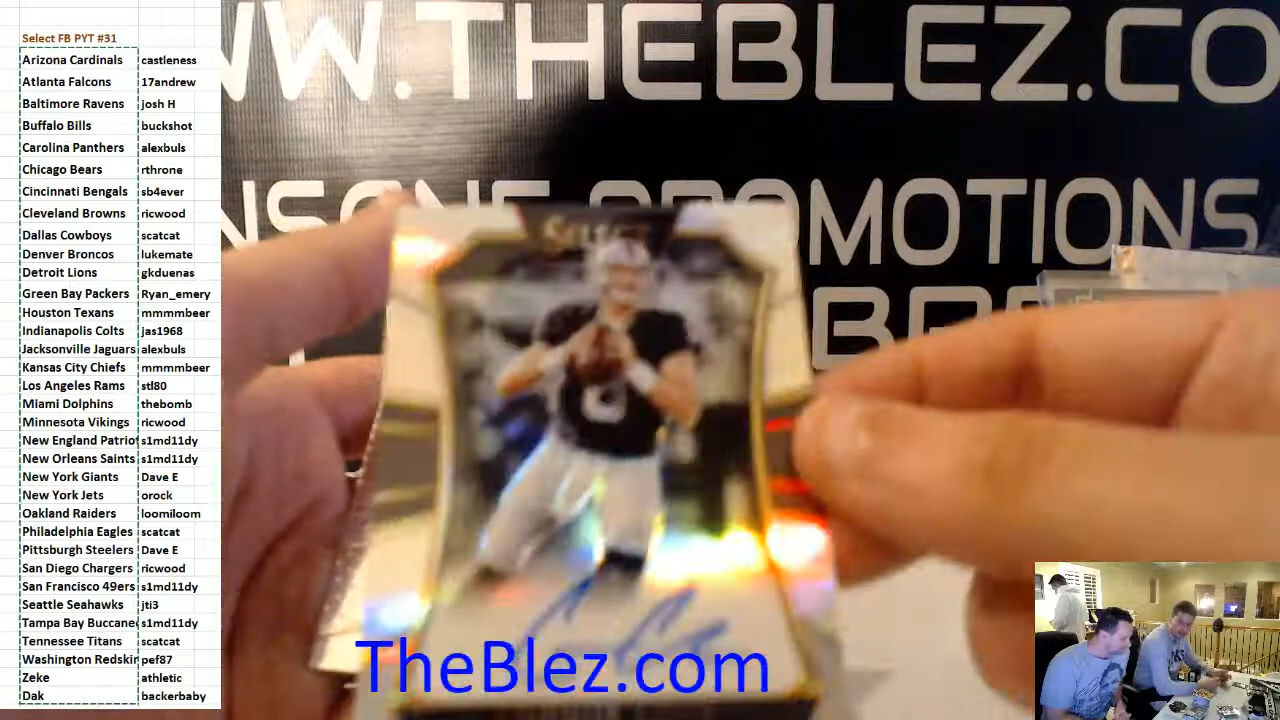 Select FB PYT #31
Arizona Cardinals castleness
Atlanta Falcons 17andrew
Baltimore Ravens josh H
Buffalo Bills buckshot
Carolina Panthers alexbuls
Chicago Bears rthrone
Cincinnati Bengals sb4ever
Cleveland Browns ricwood
Dallas Cowboys scatcat
Denver Broncos lukemate
Detroit Lions gkduenas
Green Bay Packers Ryan_emery
Houston Texans mmmmbeer
Indianapolis Colts jas1968
Jacksonville Jaguars alexbuls
Kansas City Chiefs mmmmbeer
Los Angeles Rams stl80
Miami Dolphins thebomb
Minnesota Vikings ricwood
New England Patriot s1md11dy
New Orleans Saints s1md11dy
New York Giants Dave E
New York Jets orock
Oakland Raiders loomiloom
Philadelphia Eagles scatcat
Pittsburgh Steelers Dave E
San Diego Chargers ricwood
San Francisco 49ers s1md11dy
Seattle Seahawks jti3
Tampa Bay Buccane s1md11dy
Tennessee Titans scatcat
Washington Redskin pef87
Zeke athletic
Dak backerbaby
WW.THEBLEZ.CO
OMOTIONS
SELECT
TheBlez.com